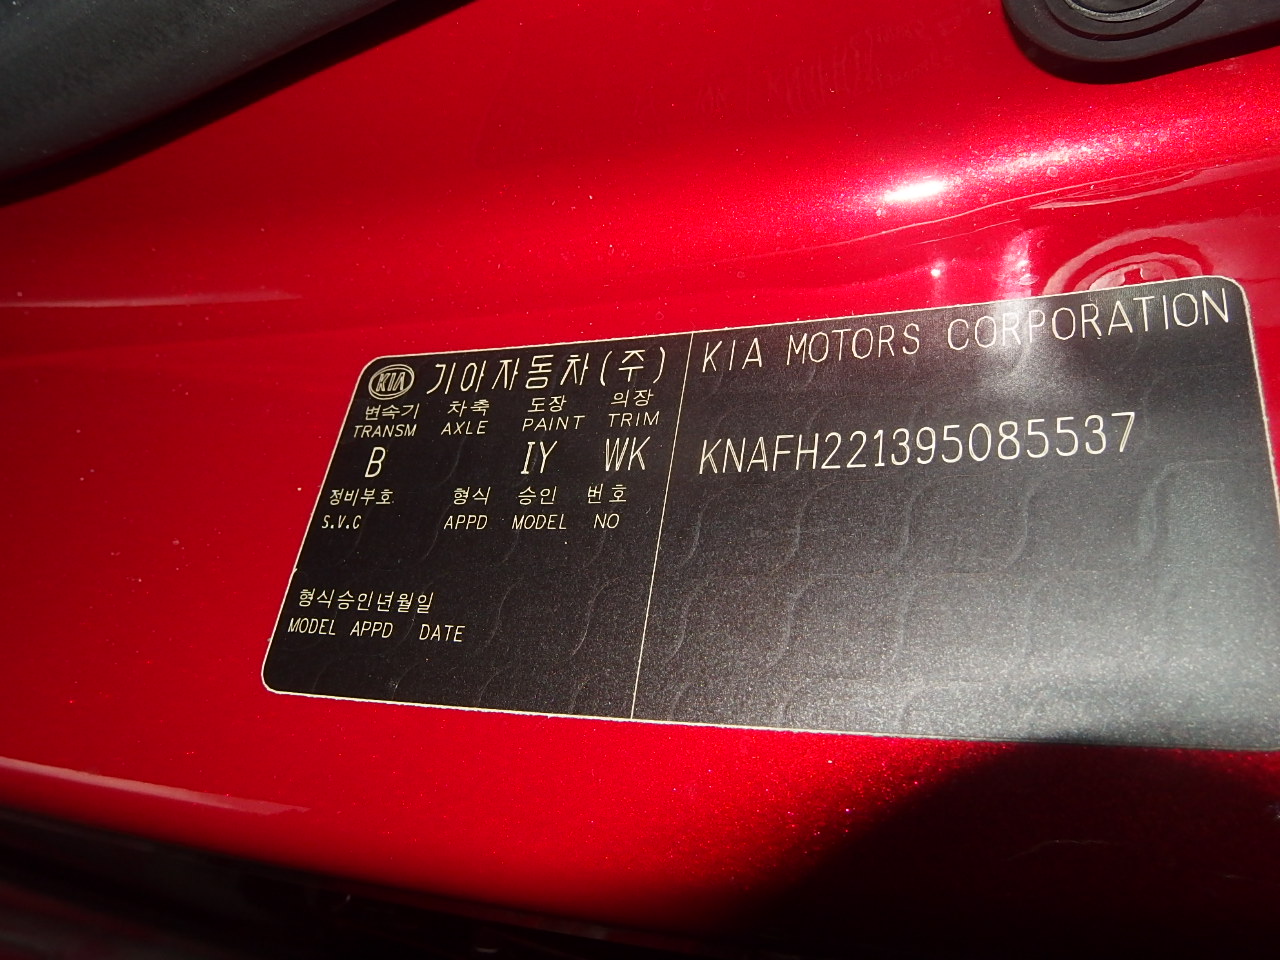 KIA 기아자동차(주)
변속기 차축 도장 의장
TRANSM AXLE PAINT TRIM
B IY WK
정비부호 형식 승인 번호
S.V.C APPD MODEL NO
형식승인년월일
MODEL APPD DATE
KIA MOTORS CORPORATION
KNAFH221395085537